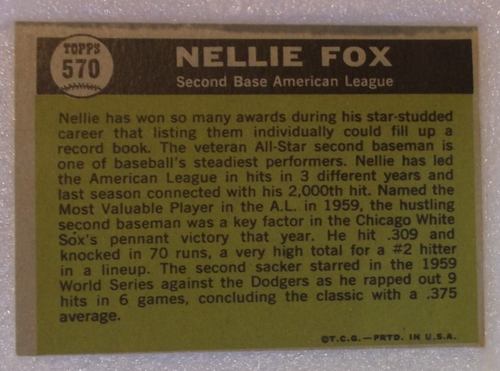 TOPPS
570
NELLIE FOX
Second Base American League
Nellie has won so many awards during his star-studded
career that listing them individually could fill up a
record book. The veteran All-Star second baseman is
one of baseball's steadiest performers. Nellie has led
the American League in hits in 3 different years and
last season connected with his 2,000th hit. Named the
Most Valuable Player in the A.L. in 1959, the hustling
second baseman was a key factor in the Chicago White
Sox's pennant victory that year. He hit .309 and
knocked in 70 runs, a very high total for a #2 hitter
in a lineup. The second sacker starred in the 1959
World Series against the Dodgers as he rapped out 9
hits in 6 games, concluding the classic with a .375
average.
©T.C.G.—PRTD. IN U.S.A.